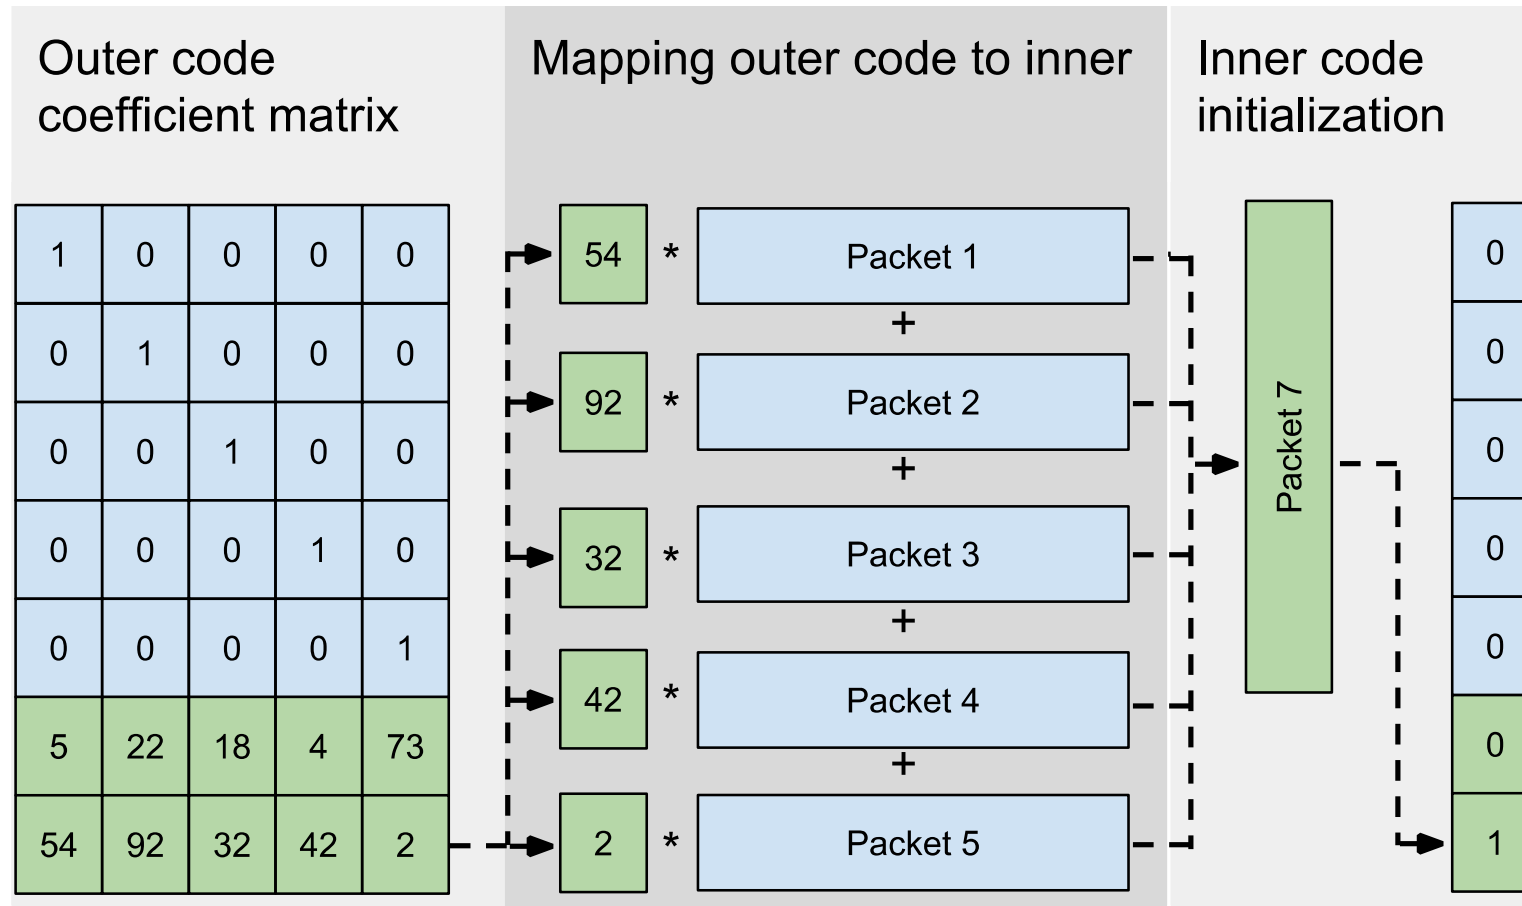 Outer code
coefficient matrix
Mapping outer code to inner
Inner code
initialization
1 0 0 0 0
0 1 0 0 0
0 0 1 0 0
0 0 0 1 0
0 0 0 0 1
5 22 18 4 73
54 92 32 42 2
54 * Packet 1
+
92 * Packet 2
+
32 * Packet 3
+
42 * Packet 4
+
2 * Packet 5
Packet 7
0
0
0
0
0
0
1